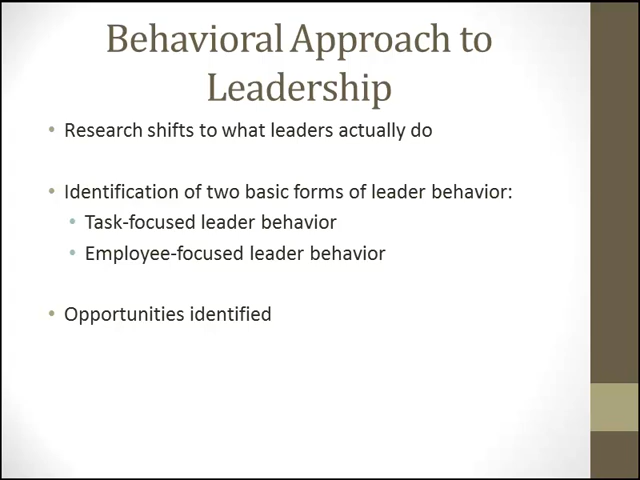 Behavioral Approach to
Leadership
• Research shifts to what leaders actually do
• Identification of two basic forms of leader behavior:
• Task-focused leader behavior
• Employee-focused leader behavior
• Opportunities identified